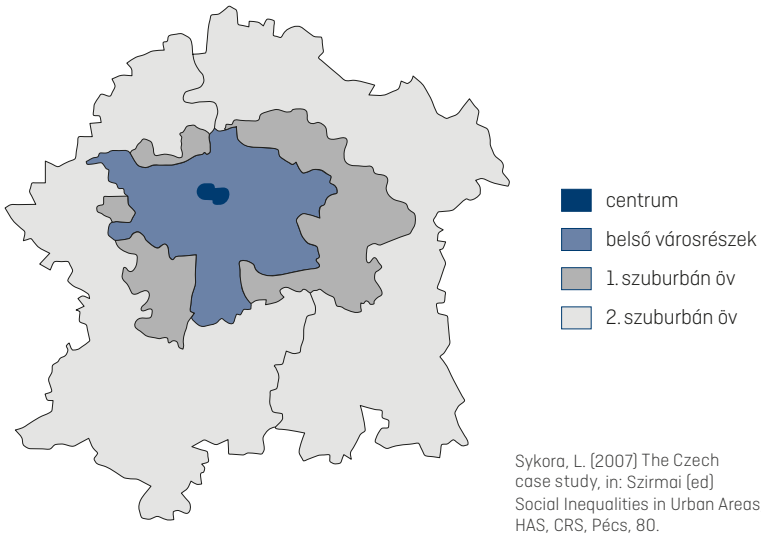 centrum
belső városrészek
1. szuburbán öv
2. szuburbán öv
Sykora, L. (2007) The Czech
case study, in: Szirmai (ed)
Social Inequalities in Urban Areas
HAS, CRS, Pécs, 80.